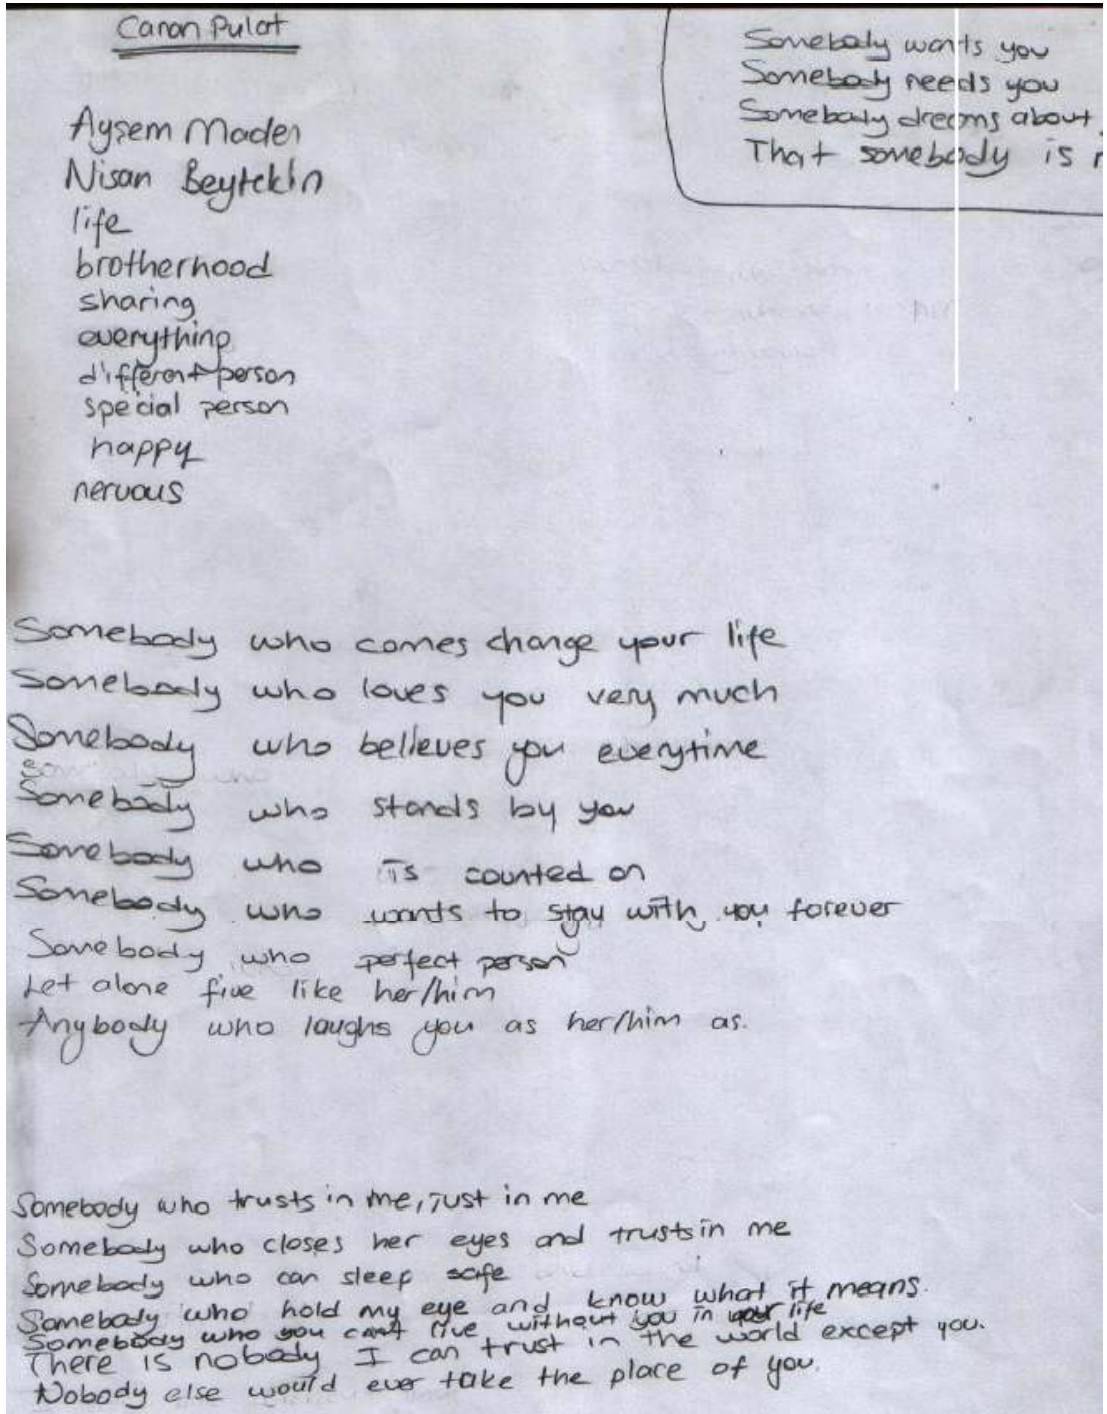 Canan Pulat
Somebody wants you
Somebody needs you
Somebody dreams about
That somebody is
Aysem Maden
Nisan Beytekin
life
brotherhood
sharing
everything
different person
special person
happy
nervous
Somebody who comes change your life
Somebody who loves you very much
Somebody who believes you everytime
Somebody who stands by you
Somebody who is counted on
Somebody who wants to stay with you forever
Somebody who perfect person
Let alone five like her/him
Anybody who laughs you as her/him as.
Somebody who trusts in me, just in me
Somebody who closes her eyes and trusts in me
Somebody who can sleep safe
Somebody who hold my eye and know what it means.
Somebody who you can't live without you in your life
There is nobody I can trust in the world except you.
Nobody else would ever take the place of you.